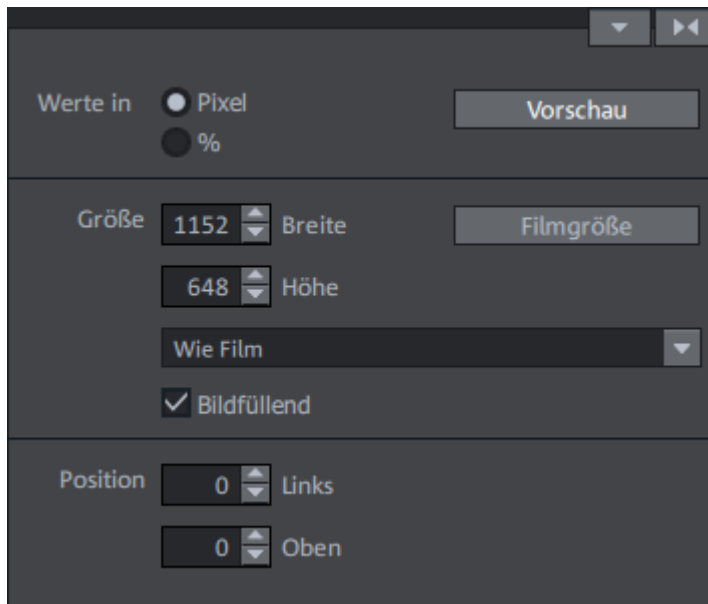 Werte in Pixel Vorschau
%
Größe 1152 Breite Filmgröße
648 Höhe
Wie Film
Bildfüllend
Position 0 Links
0 Oben